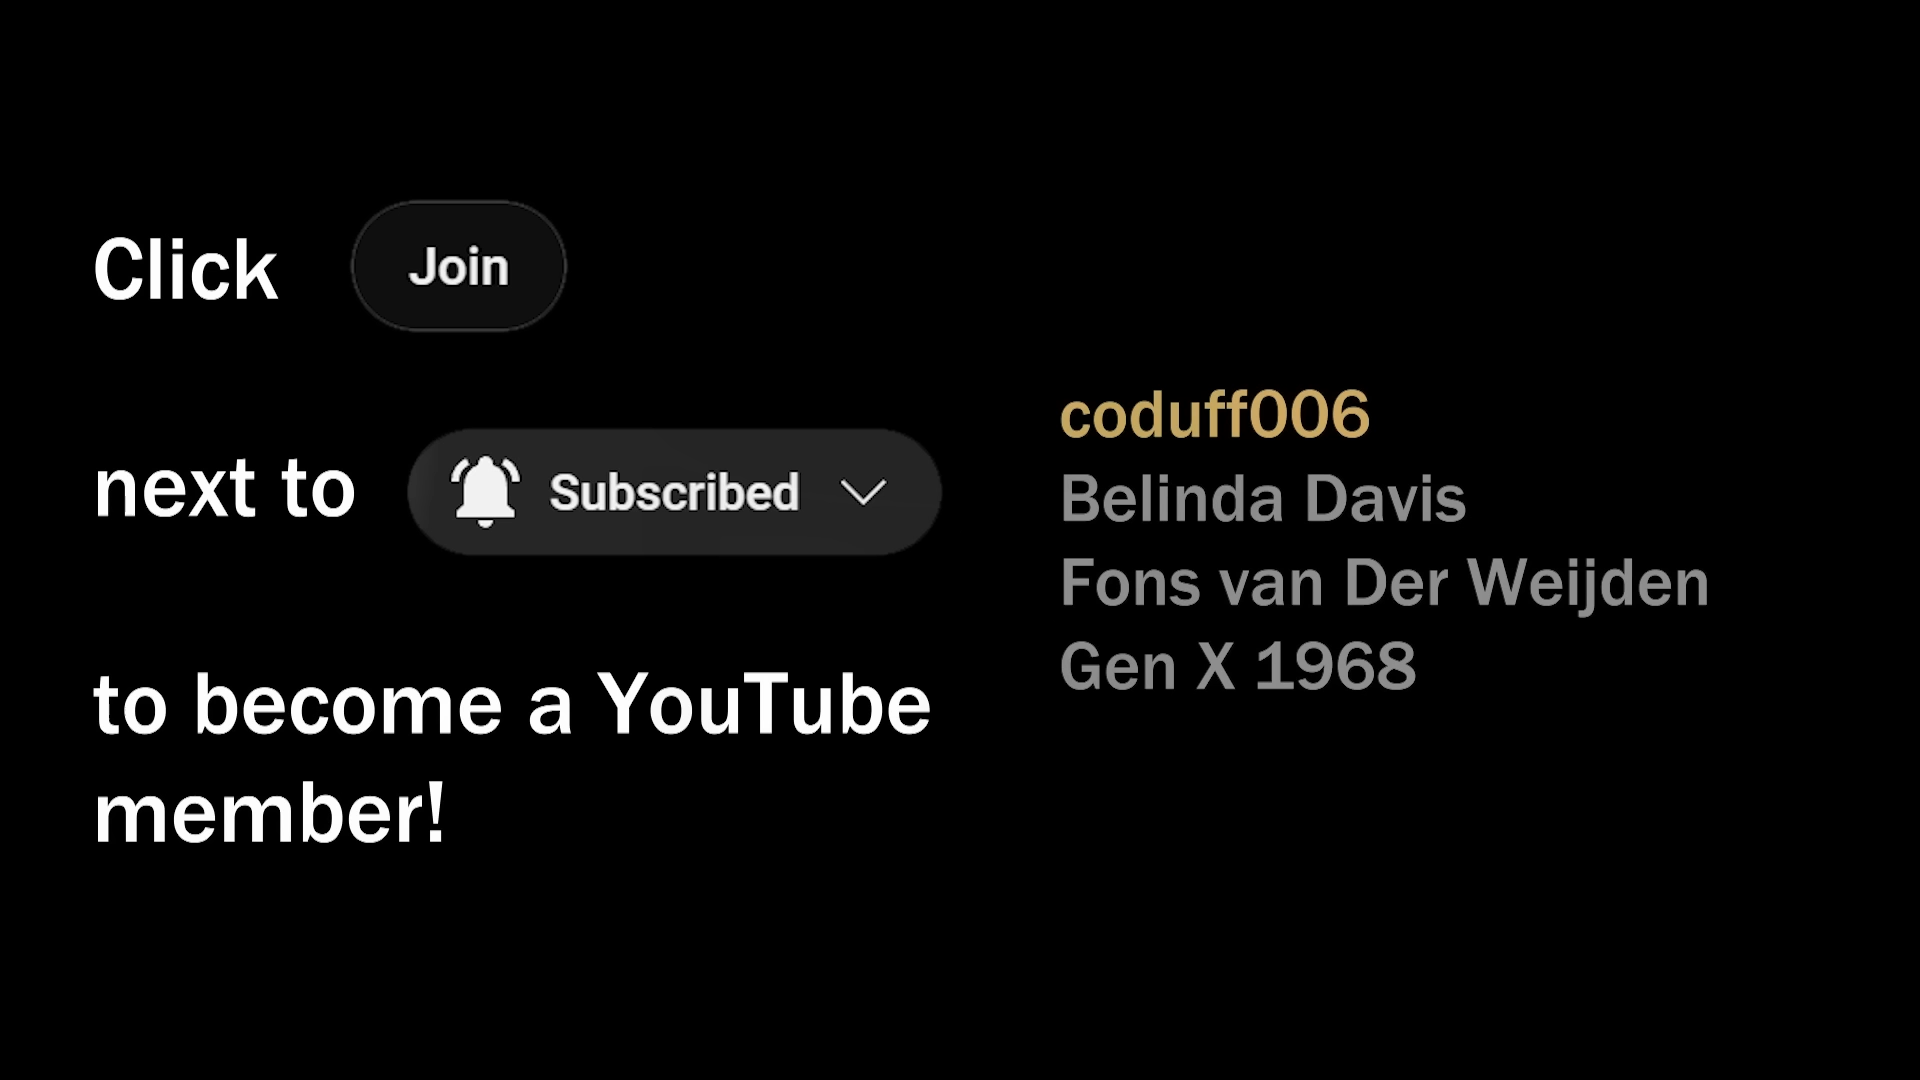 Click Join
next to Subscribed
to become a YouTube
member!
coduff006
Belinda Davis
Fons van Der Weijden
Gen X 1968